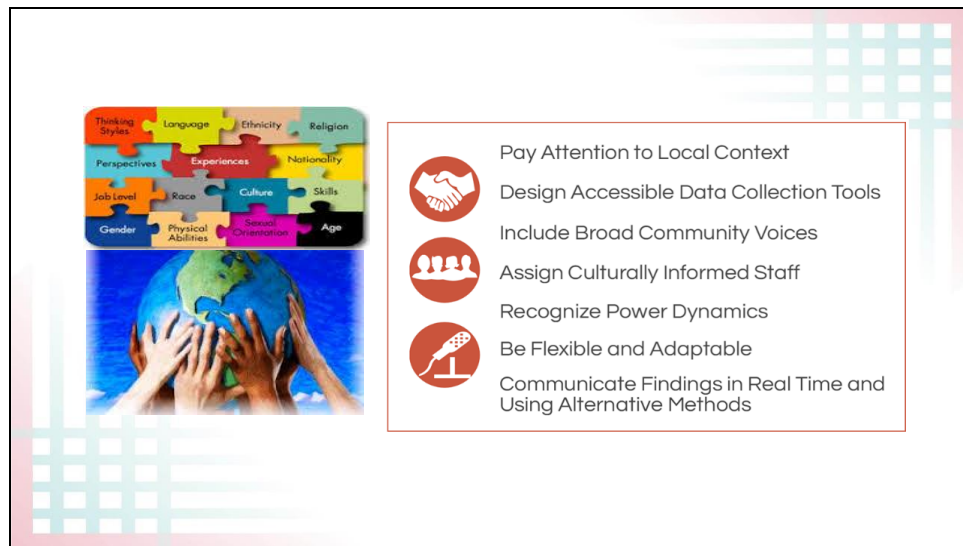 Thinking
Styles
Language
Ethnicity
Religion
Perspectives
Experiences
Nationality
Job Level
Race
Culture
Skills
Gender
Physical
Abilities
Sexual
Orientation
Age
Pay Attention to Local Context
Design Accessible Data Collection Tools
Include Broad Community Voices
Assign Culturally Informed Staff
Recognize Power Dynamics
Be Flexible and Adaptable
Communicate Findings in Real Time and
Using Alternative Methods